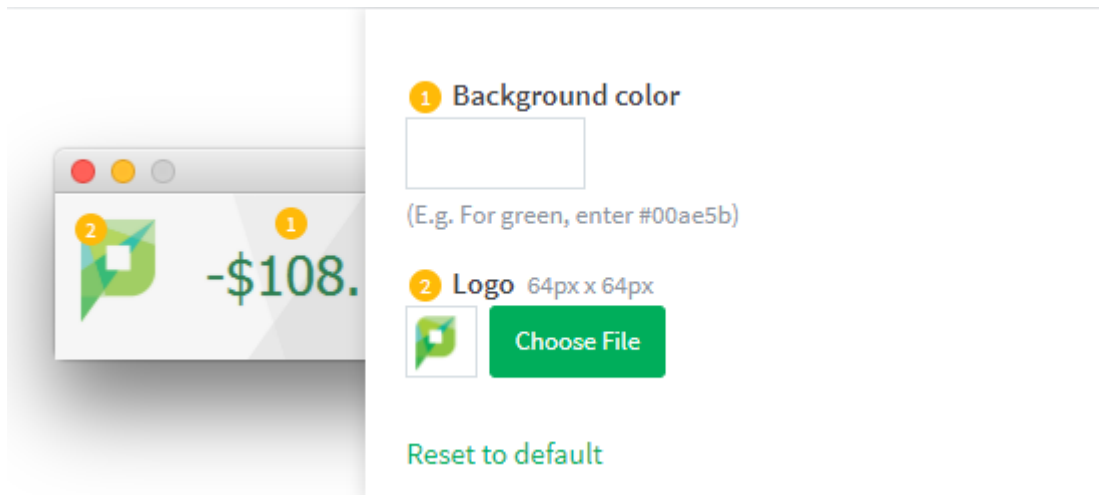 1 Background color
(E.g. For green, enter #00ae5b)
2 Logo 64px x 64px
Choose File
Reset to default
2
1
-$108.